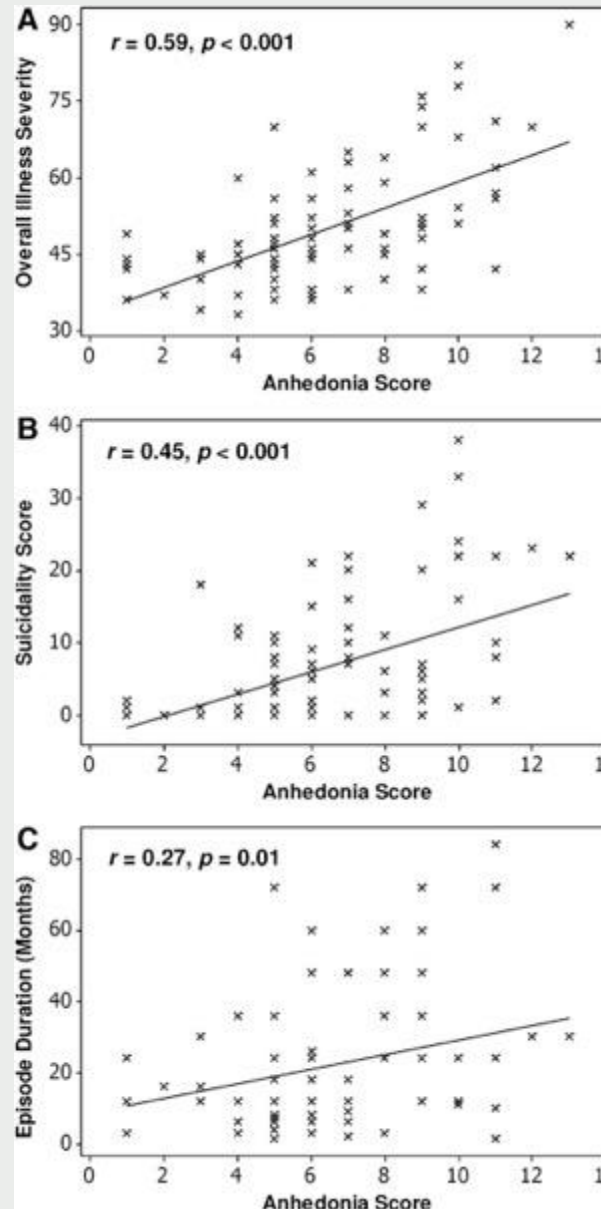 A
r = 0.59, p < 0.001
Overall Illness Severity
90
75
60
45
30
0 2 4 6 8 10 12
Anhedonia Score
B
r = 0.45, p < 0.001
Suicidality Score
40
30
20
10
0
0 2 4 6 8 10 12
Anhedonia Score
C
r = 0.27, p = 0.01
Episode Duration (Months)
80
60
40
20
0
0 2 4 6 8 10 12
Anhedonia Score